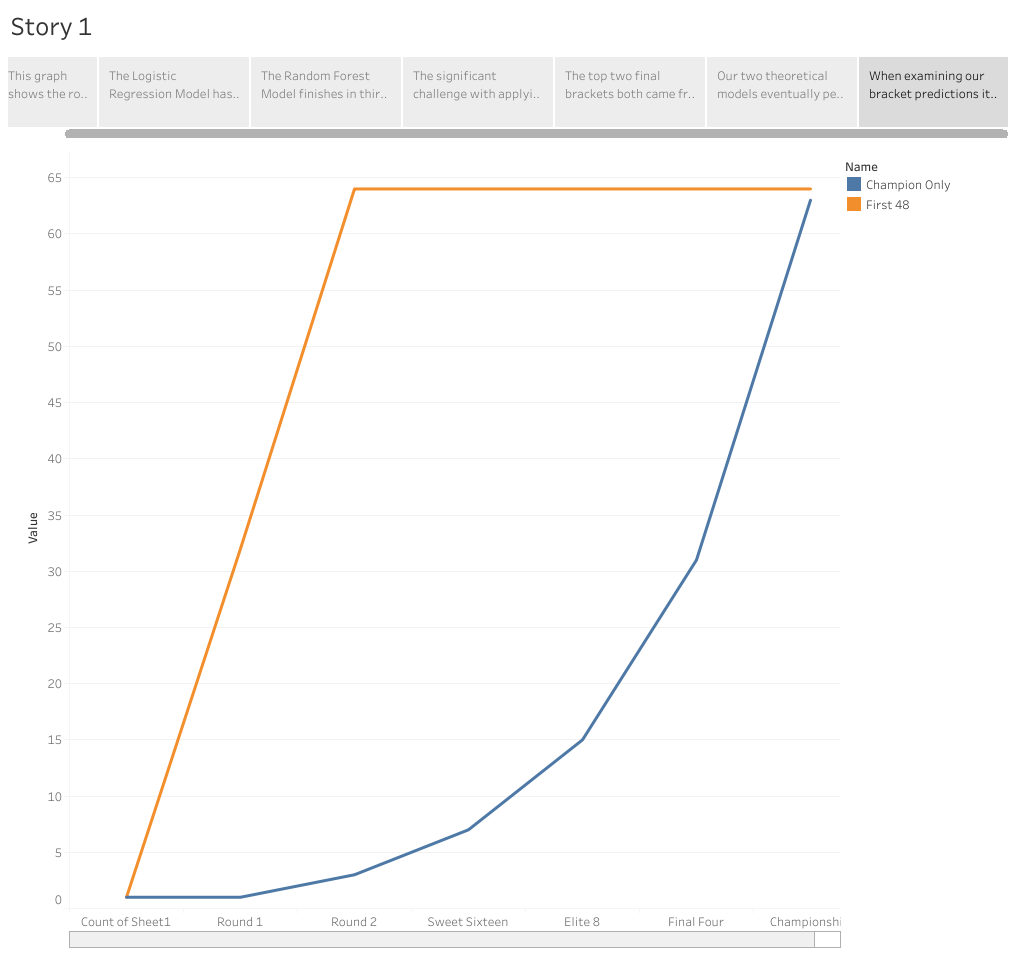 Story 1
This graph
shows the ro..
The Logistic
Regression Model has..
The Random Forest
Model finishes in thir..
The significant
challenge with applyi..
The top two final
brackets both came fr..
Our two theoretical
models eventually pe..
When examining our
bracket predictions it..
Name
Champion Only
First 48
Value
65
60
55
50
45
40
35
30
25
20
15
10
5
0
Count of Sheet1
Round 1
Round 2
Sweet Sixteen
Elite 8
Final Four
Championshi